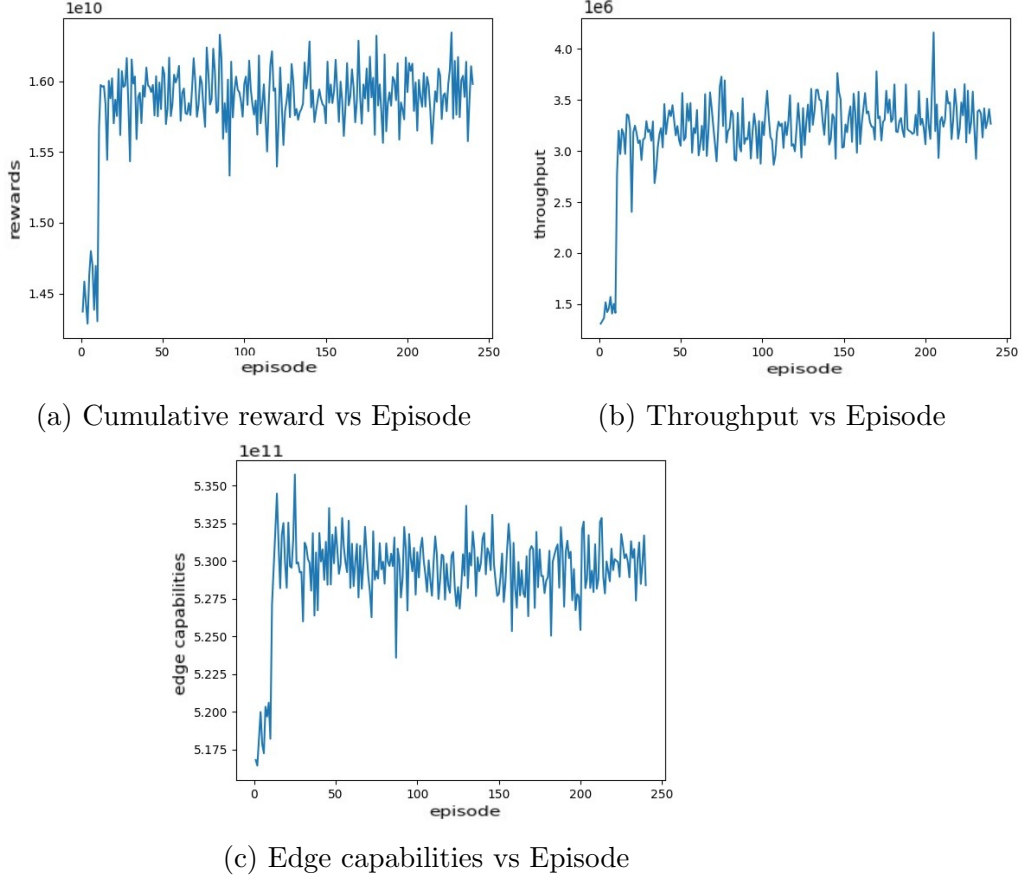 1e10
rewards
1.60
1.55
1.50
1.45
0 50 100 150 200 250
episode
(a) Cumulative reward vs Episode
1e6
throughput
4.0
3.5
3.0
2.5
2.0
1.5
0 50 100 150 200 250
episode
(b) Throughput vs Episode
1e11
edge capabilities
5.350
5.325
5.300
5.275
5.250
5.225
5.200
5.175
0 50 100 150 200 250
episode
(c) Edge capabilities vs Episode